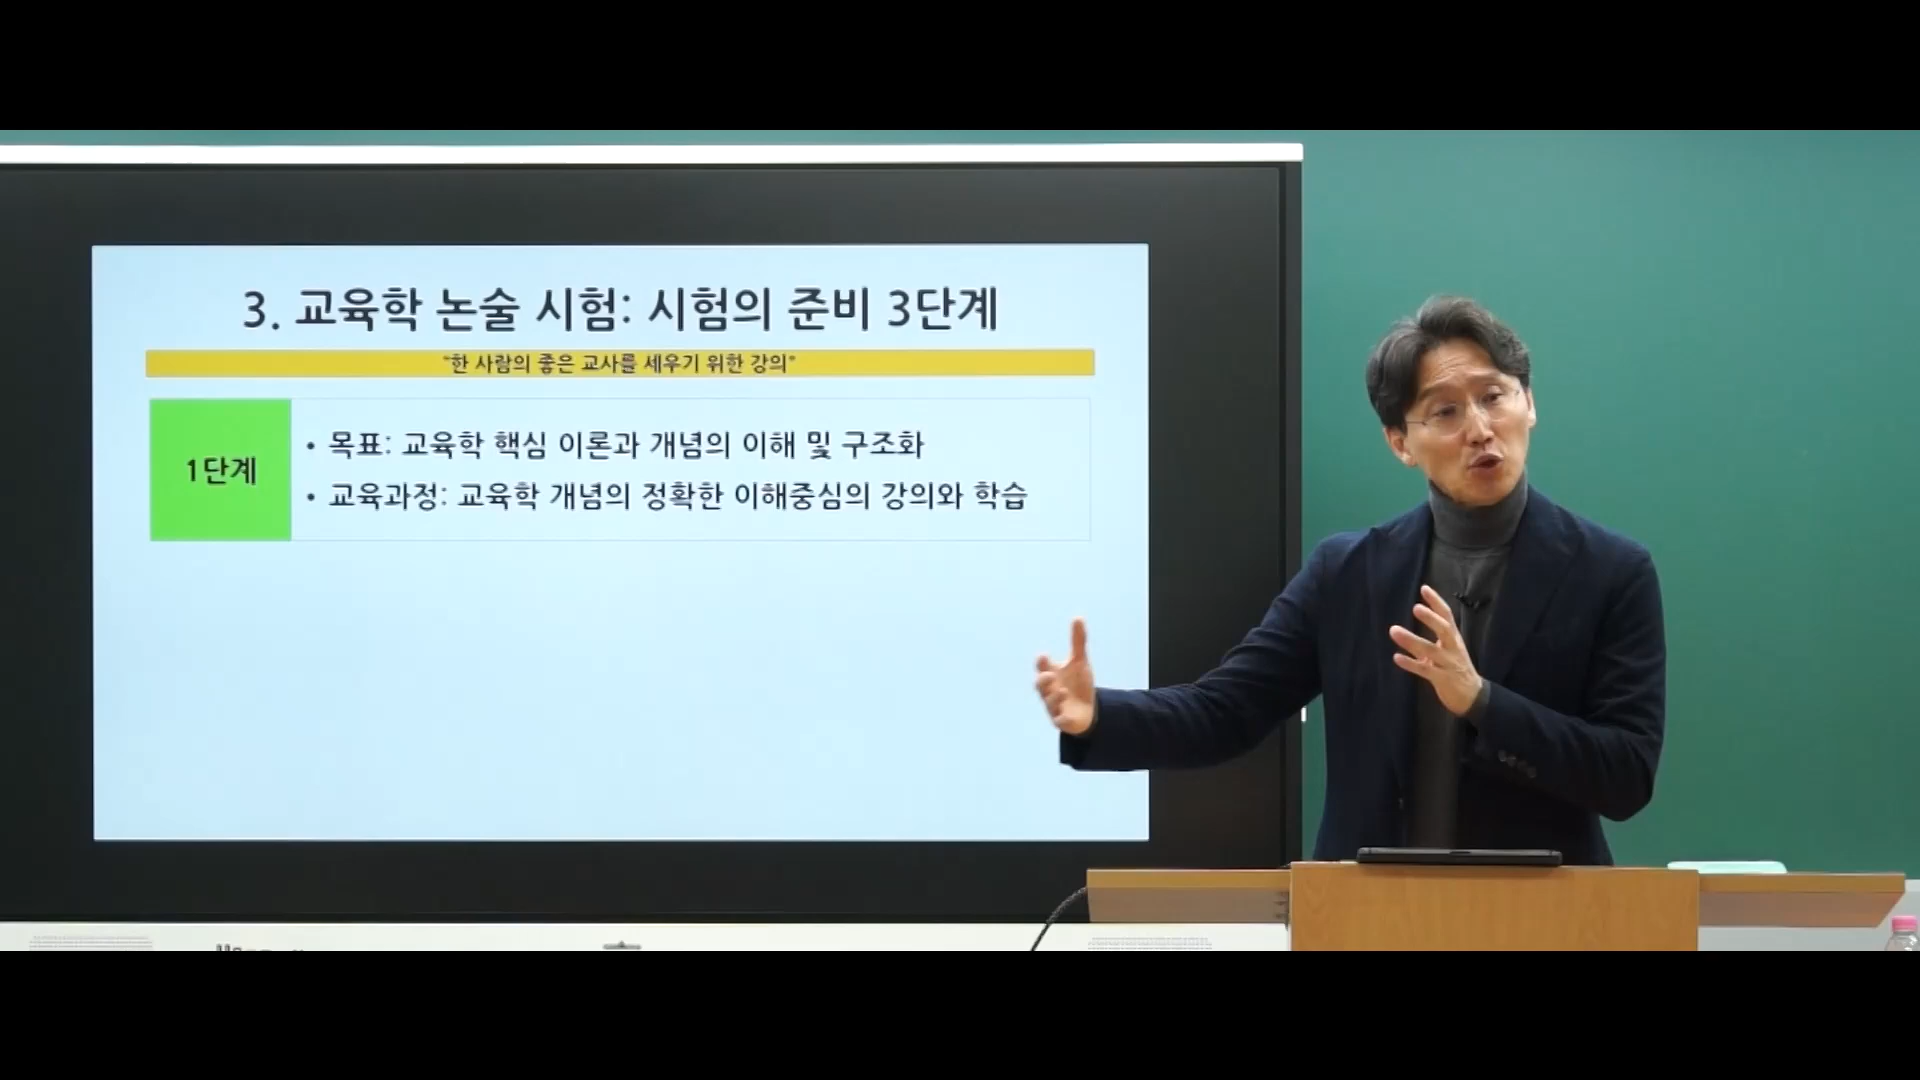 3. 교육학 논술 시험: 시험의 준비 3단계
"한 사람의 좋은 교사를 세우기 위한 강의"
1단계
• 목표: 교육학 핵심 이론과 개념의 이해 및 구조화
• 교육과정: 교육학 개념의 정확한 이해중심의 강의와 학습